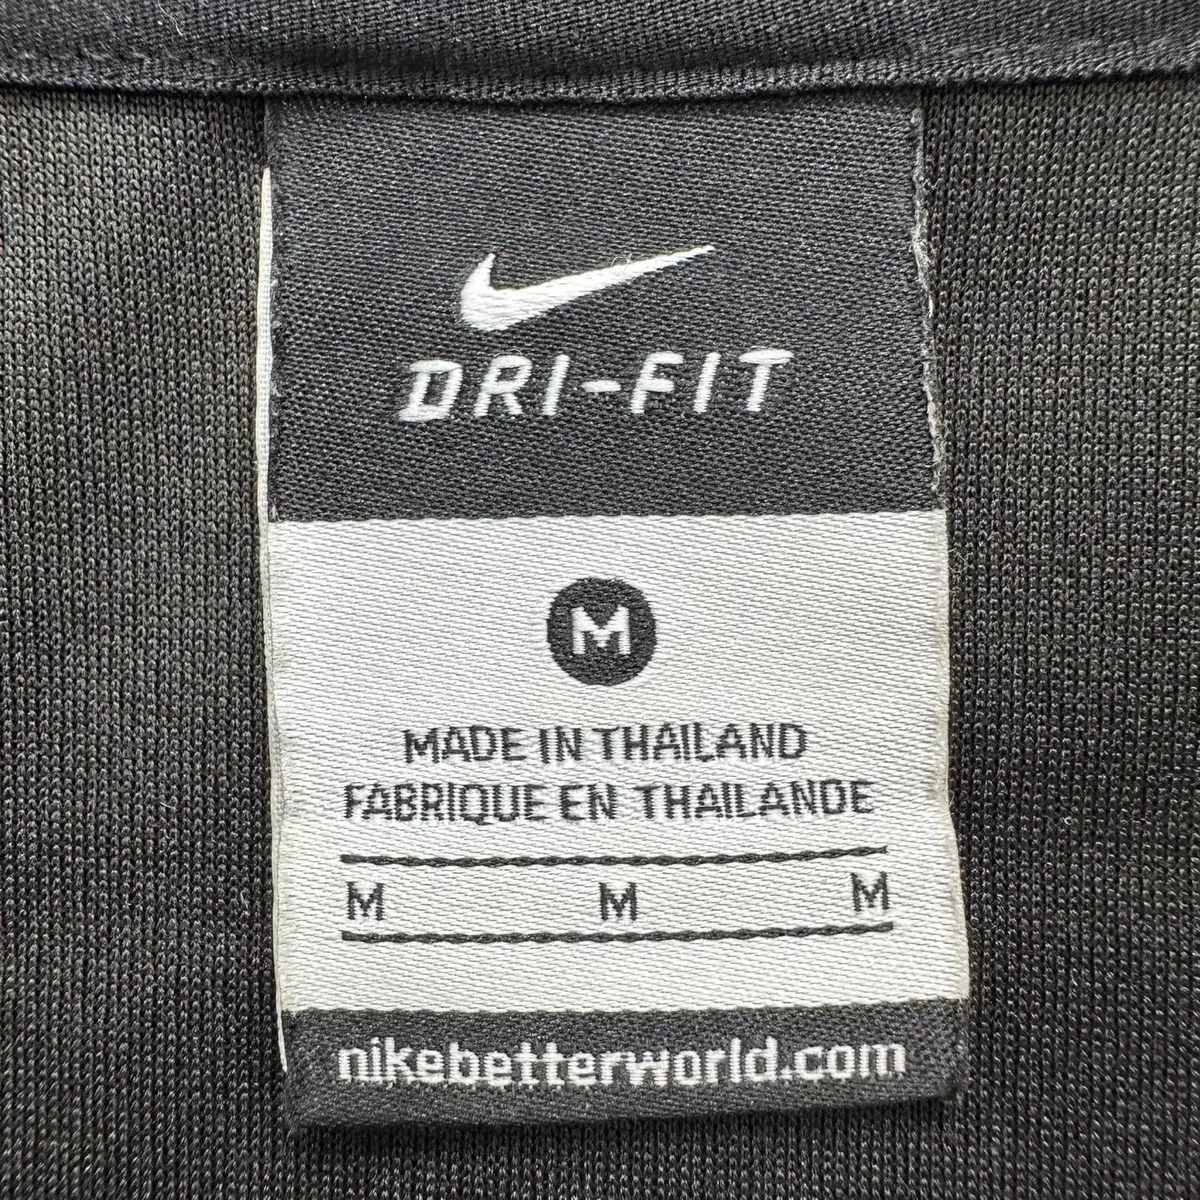 DRI-FIT
M
MADE IN THAILAND
FABRIQUE EN THAILANDE
M M M
nikebetterworld.com